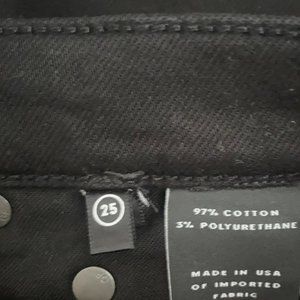 25
97% COTTON
3% POLYURETHANE
MADE IN USA
OF IMPORTED
FABRIC